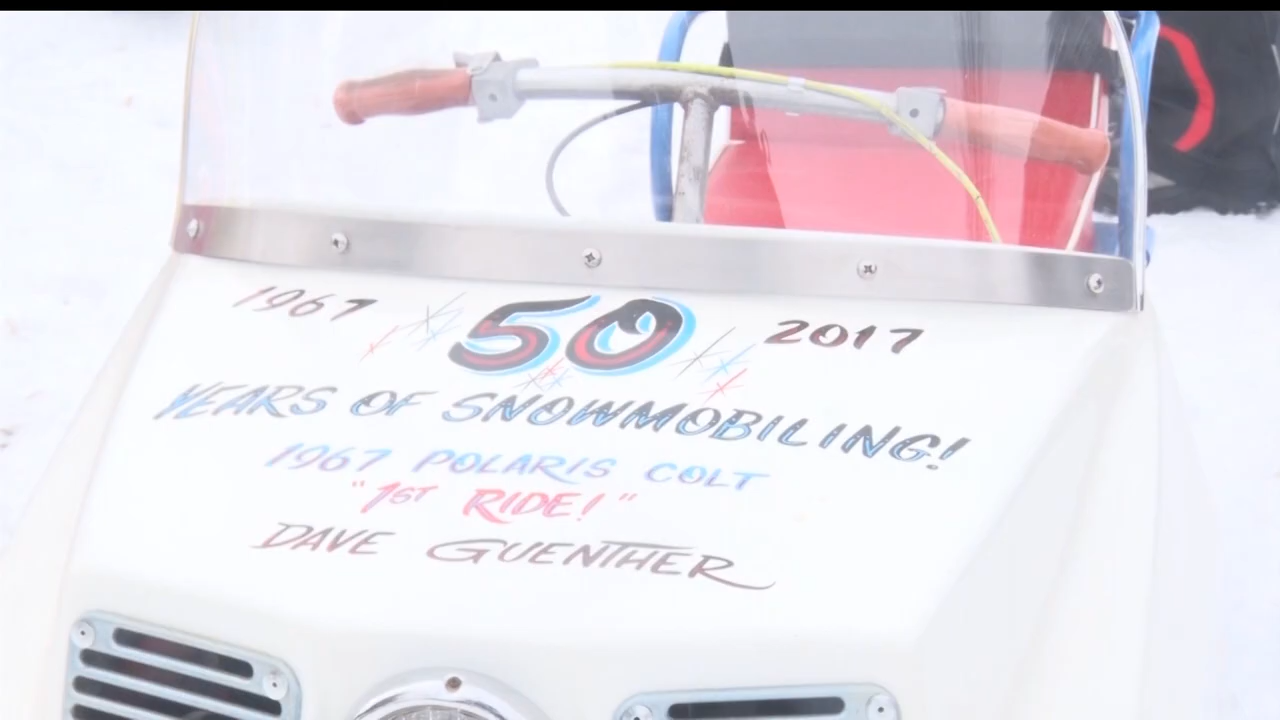 1967 50 2017
YEARS OF SNOWMOBILING!
1967 POLARIS COLT
"1ST RIDE!"
DAVE GUENTHER